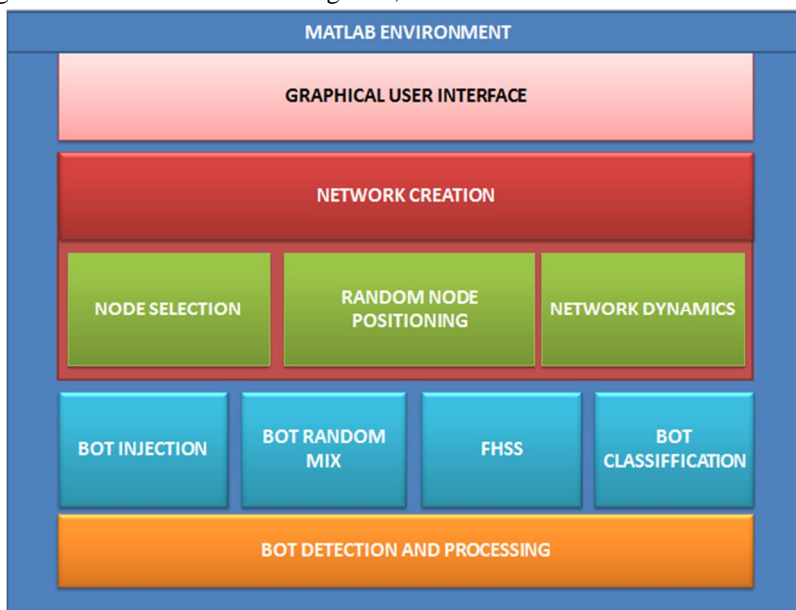 MATLAB ENVIRONMENT
GRAPHICAL USER INTERFACE
NETWORK CREATION
NODE SELECTION
RANDOM NODE
POSITIONING
NETWORK DYNAMICS
BOT INJECTION
BOT RANDOM
MIX
FHSS
BOT
CLASSIFFICATION
BOT DETECTION AND PROCESSING